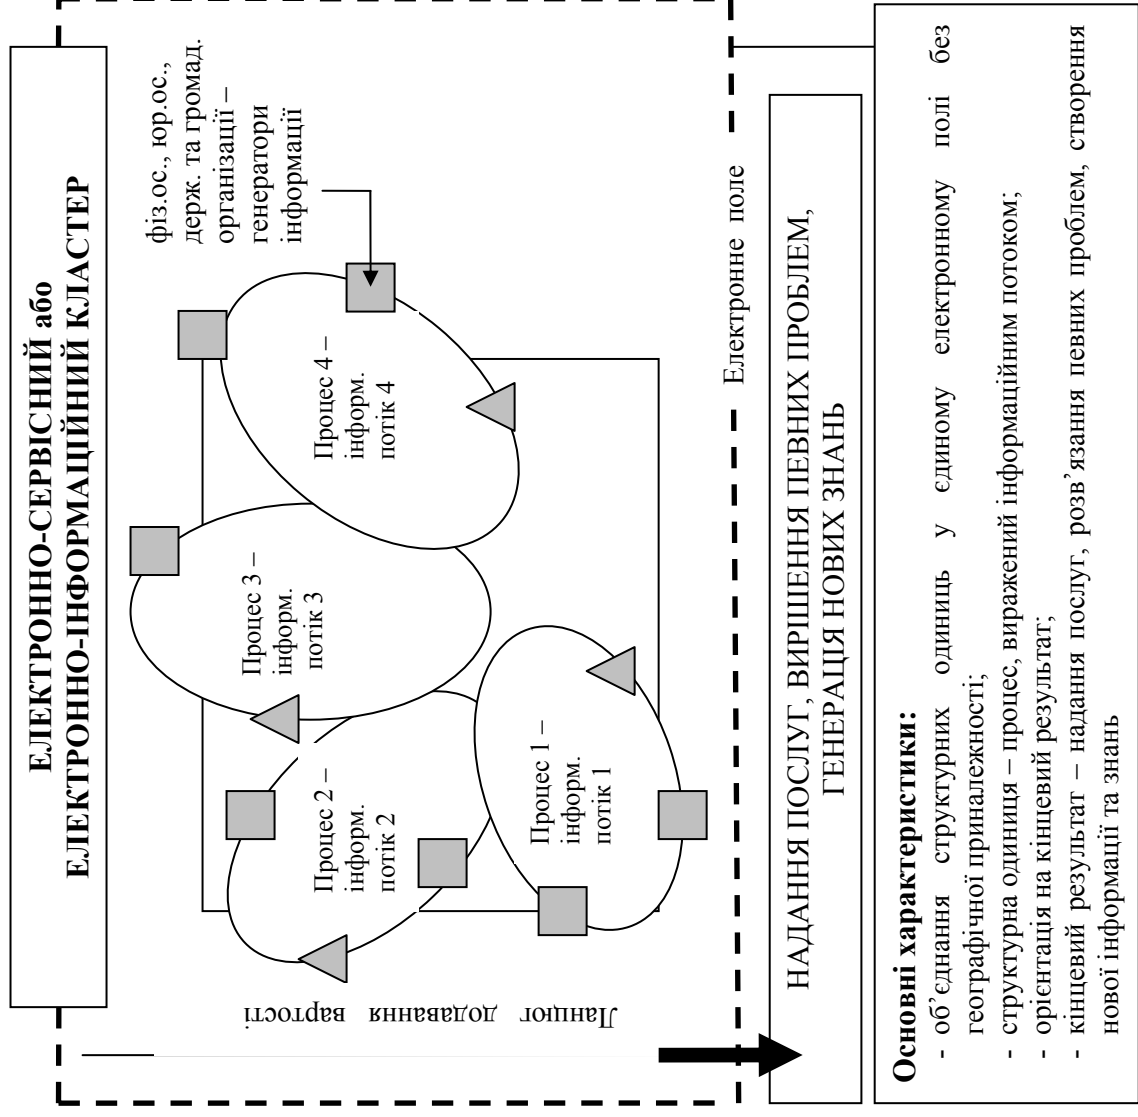 ЕЛЕКТРОННО-СЕРВІСНИЙ або
ЕЛЕКТРОННО-ІНФОРМАЦІЙНИЙ КЛАСТЕР
фіз.ос., юр.ос.,
держ. та громад.
організації –
генератори
інформації
Процес 4 –
інформ.
потік 4
Процес 3 –
інформ.
потік 3
Процес 2 –
інформ.
потік 2
Процес 1 –
інформ.
потік 1
Ланцюг додавання вартості
Електронне поле
НАДАННЯ ПОСЛУГ, ВИРІШЕННЯ ПЕВНИХ ПРОБЛЕМ,
ГЕНЕРАЦІЯ НОВИХ ЗНАНЬ
Основні характеристики:
- об’єднання структурних одиниць у єдиному електронному полі без
географічної приналежності;
- структурна одиниця – процес, виражений інформаційним потоком;
- орієнтація на кінцевий результат;
- кінцевий результат – надання послуг, розв’язання певних проблем, створення
нової інформації та знань